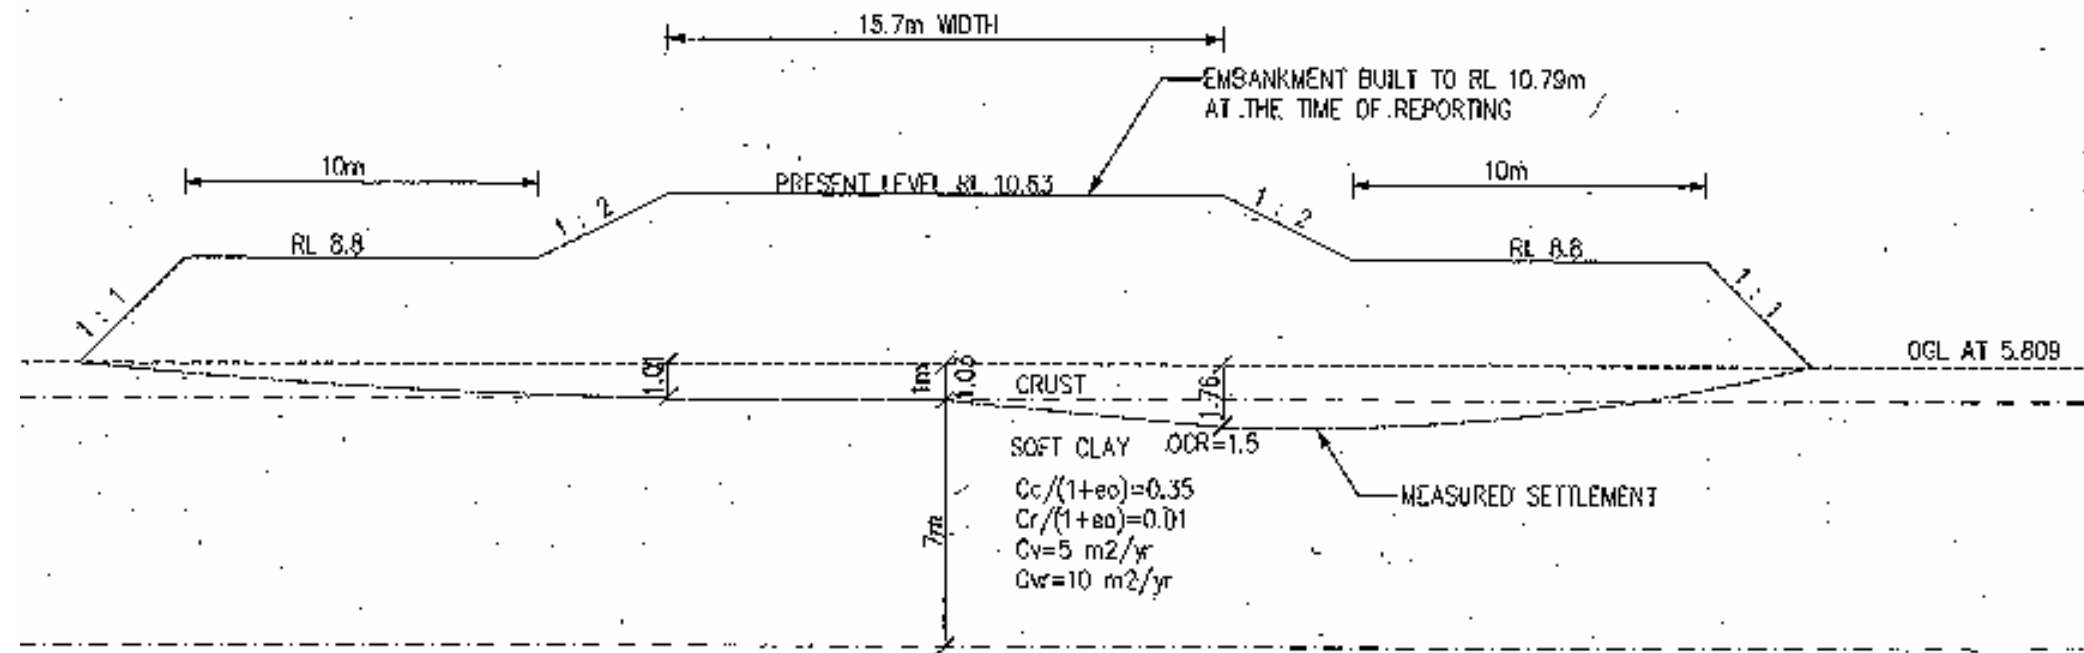 15.7m WIDTH
EMBANKMENT BUILT TO RL 10.79m
AT THE TIME OF REPORTING
10m
10m
PRESENT LEVEL RL 10.63
1 : 2
1 : 2
RL 8.8
RL 8.8
1 : 1
1 : 1
OGL AT 5.809
1.01
1m
1.03
CRUST
1.76
SOFT CLAY OCR=1.5
Cc/(1+eo)=0.35
Cr/(1+eo)=0.01
Cv=5 m2/yr
Cvr=10 m2/yr
MEASURED SETTLEMENT
7m